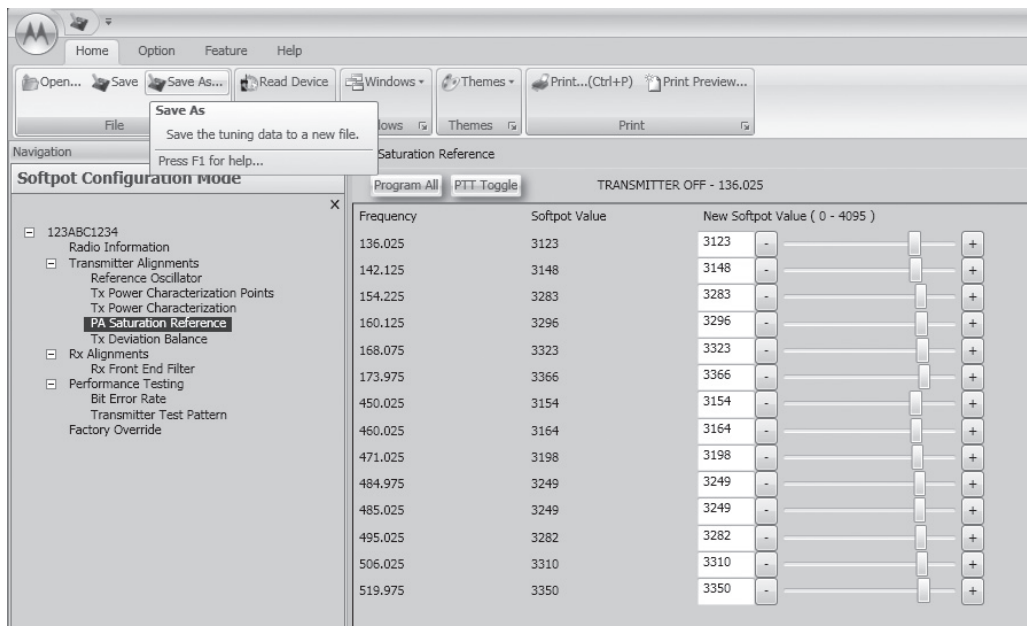 Home Option Feature Help
Open... Save Save As... Read Device Windows Themes Print...(Ctrl+P) Print Preview...
File dows Themes Print
Save As
Save the tuning data to a new file.
Press F1 for help...
Navigation
Saturation Reference
Softpot Configuration Mode
Program All PTT Toggle TRANSMITTER OFF - 136.025
x
123ABC1234
Radio Information
Transmitter Alignments
Reference Oscillator
Tx Power Characterization Points
Tx Power Characterization
PA Saturation Reference
Tx Deviation Balance
Rx Alignments
Rx Front End Filter
Performance Testing
Bit Error Rate
Transmitter Test Pattern
Factory Override
Frequency Softpot Value New Softpot Value ( 0 - 4095 )
136.025 3123 3123 - +
142.125 3148 3148 - +
154.225 3283 3283 - +
160.125 3296 3296 - +
168.075 3323 3323 - +
173.975 3366 3366 - +
450.025 3154 3154 - +
460.025 3164 3164 - +
471.025 3198 3198 - +
484.975 3249 3249 - +
485.025 3249 3249 - +
495.025 3282 3282 - +
506.025 3310 3310 - +
519.975 3350 3350 - +